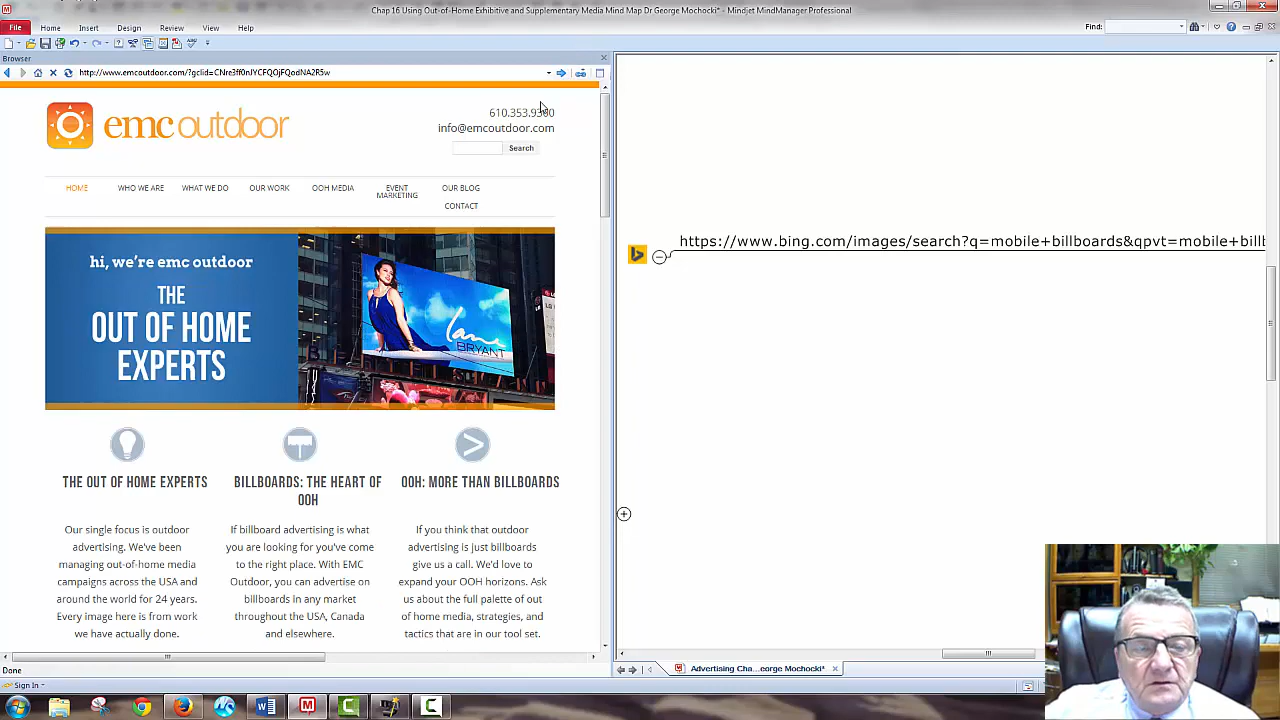 Chap 16 Using Out-of-Home Exhibitive and Supplementary Media Mind Map Dr George Mochocki* - Mindjet MindManager Professional
File Home Insert Design Review View Help
Find:
Browser
http://www.emcoutdoor.com/?gclid=CNre3ff0nJYCFQOjFQodNA2R5w
emc outdoor
610.353.9300
info@emcoutdoor.com
Search
HOME WHO WE ARE WHAT WE DO OUR WORK OOH MEDIA EVENT MARKETING OUR BLOG
CONTACT
hi, we're emc outdoor
THE
OUT OF HOME
EXPERTS
lane
BRYANT
https://www.bing.com/images/search?q=mobile+billboards&qpvt=mobile+billb
THE OUT OF HOME EXPERTS
Our single focus is outdoor
advertising. We've been
managing out-of-home media
campaigns across the USA and
around the world for 24 years.
Every image here is from work
we have actually done.
BILLBOARDS: THE HEART OF
OOH
If billboard advertising is what
you are looking for you've come
to the right place. With EMC
Outdoor, you can advertise on
billboards in any market
throughout the USA, Canada
and elsewhere.
OOH: MORE THAN BILLBOARDS
If you think that outdoor
advertising is just billboards
give us a call. We'd love to
expand your OOH horizons. Ask
us about the full palette of out
of home media, strategies, and
tactics that are in our tool set.
Done
Advertising Cha...eorge Mochocki*
Sign In